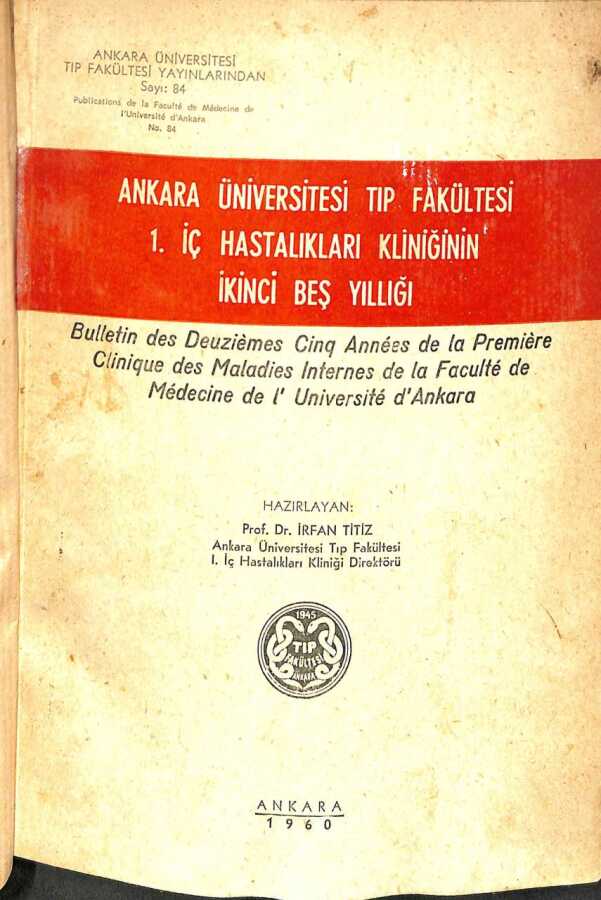 ANKARA ÜNİVERSİTESİ
TIP FAKÜLTESİ YAYINLARINDAN
Sayı: 84
Publications de la Faculté de Médecine de
l'Université d'Ankara
No. 84
ANKARA ÜNİVERSİTESİ TIP FAKÜLTESİ
1. İÇ HASTALIKLARI KLİNİĞİNİN
İKİNCİ BEŞ YILLIĞI
Bulletin des Deuzièmes Cinq Années de la Première
Clinique des Maladies Internes de la Faculté de
Médecine de l' Université d'Ankara
HAZIRLAYAN:
Prof. Dr. İRFAN TİTİZ
Ankara Üniversitesi Tıp Fakültesi
I. İç Hastalıkları Kliniği Direktörü
1945
TIP
FAKÜLTESİ
ANKARA
ANKARA
1960